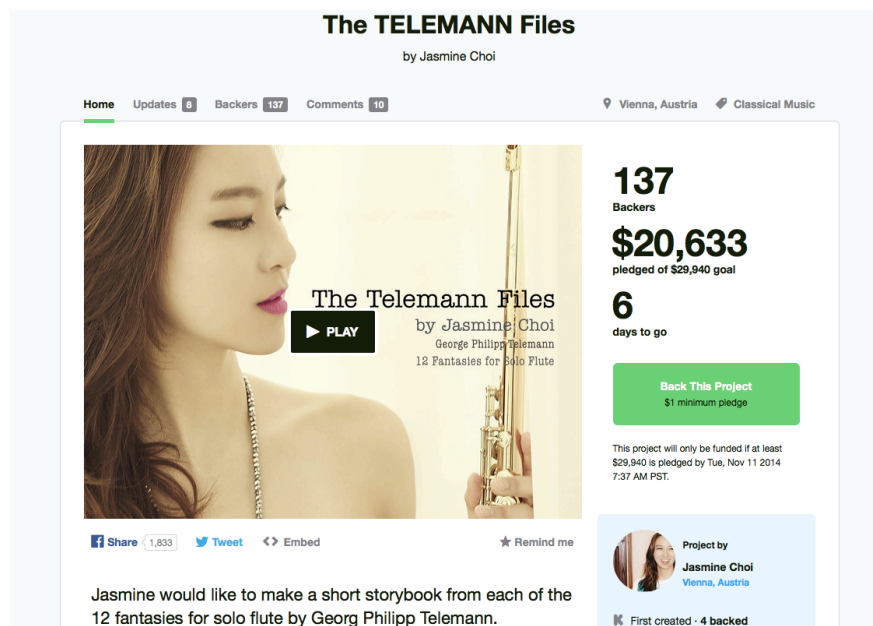 The TELEMANN Files
by Jasmine Choi
Home Updates 8 Backers 137 Comments 10 Vienna, Austria Classical Music
The Telemann Files
by Jasmine Choi
George Philipp Telemann
12 Fantasies for Solo Flute
PLAY
137
Backers
$20,633
pledged of $29,940 goal
6
days to go
Back This Project
$1 minimum pledge
This project will only be funded if at least
$29,940 is pledged by Tue, Nov 11 2014
7:37 AM PST.
Share 1,833 Tweet Embed Remind me
Jasmine would like to make a short storybook from each of the
12 fantasies for solo flute by Georg Philipp Telemann.
Project by
Jasmine Choi
Vienna, Austria
First created · 4 backed